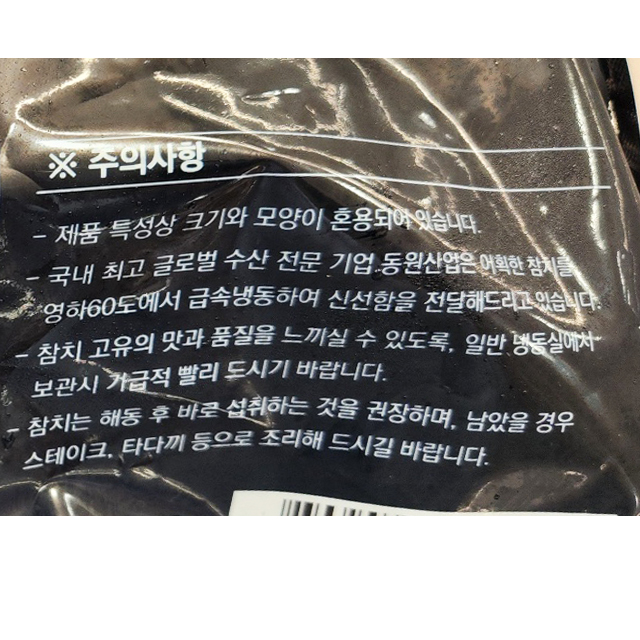 ※ 주의사항
- 제품 특성상 크기와 모양이 혼용되어 있습니다.
- 국내 최고 글로벌 수산 전문 기업 동원산업은 어획한 참치를
영하60도에서 급속냉동하여 신선함을 전달해드리고 있습니다.
- 참치 고유의 맛과 품질을 느끼실 수 있도록, 일반 냉동실에서
보관시 가급적 빨리 드시기 바랍니다.
- 참치는 해동 후 바로 섭취하는 것을 권장하며, 남았을 경우
스테이크, 타다끼 등으로 조리해 드시길 바랍니다.